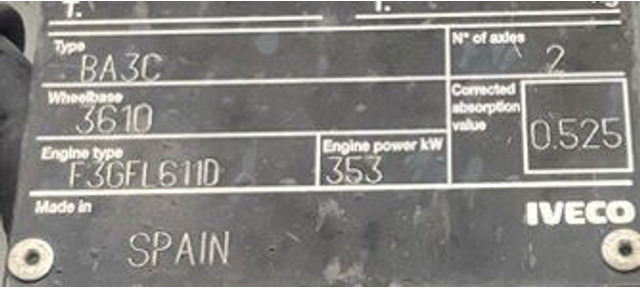 T. T. kg
Type N° of axles
BA3C 2
Wheelbase Corrected absorption value
3610 0.525
Engine type Engine power kW
F3GFL611D 353
Made in IVECO
SPAIN